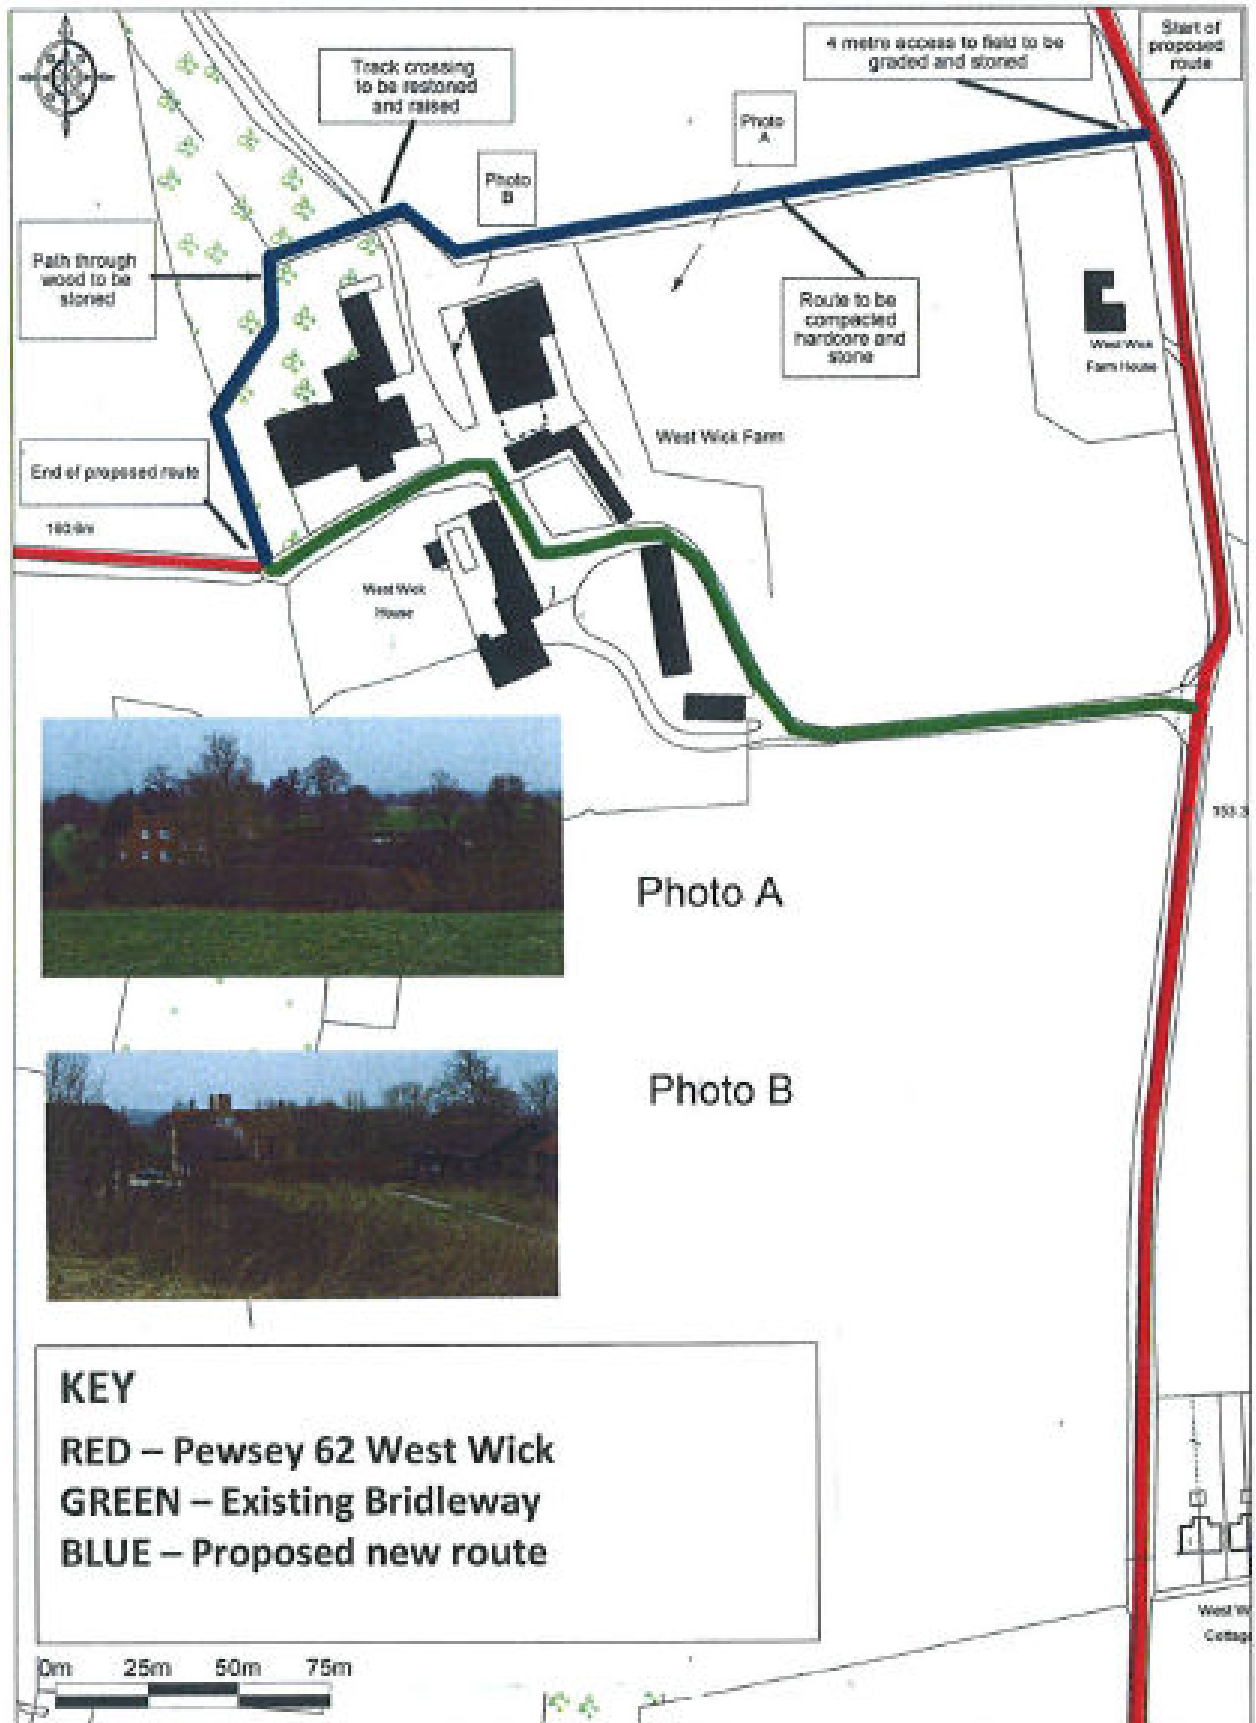 4 metre access to field to be
graded and stoned
Start of
proposed
route
Track crossing
to be restoned
and raised
Photo
A
Photo
B
Path through
wood to be
stoned
Route to be
compacted
hardcore and
stone
West Wick
Farm House
West Wick Farm
End of proposed route
West Wick
House
Photo A
Photo B
KEY
RED – Pewsey 62 West Wick
GREEN – Existing Bridleway
BLUE – Proposed new route
West W
Cottag
0m 25m 50m 75m